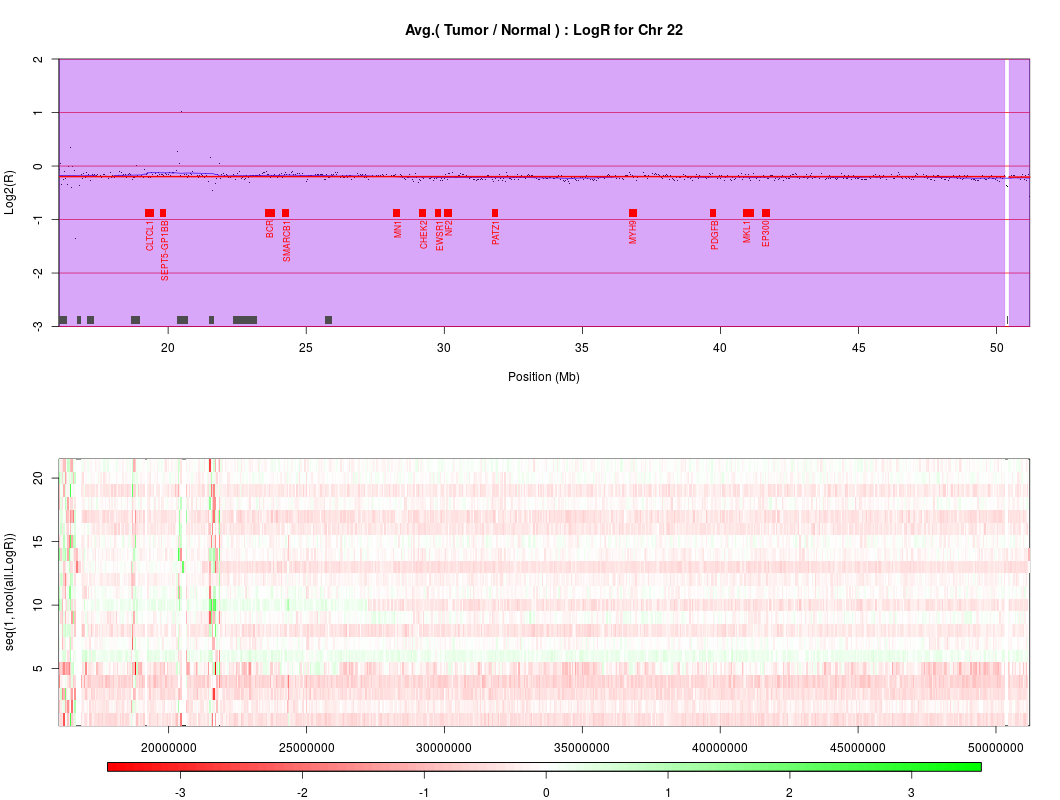 Avg.( Tumor / Normal ) : LogR for Chr 22
Log2(R)
2
1
0
-1
-2
-3
CLTCL1
SEPT5-GP1BB
BCR
SMARCB1
MN1
CHEK2
EWSR1
NF2
PATZ1
MYH9
PDGFB
MKL1
EP300
20 25 30 35 40 45 50
Position (Mb)
seq(1, ncol(all.LogR))
20
15
10
5
20000000 25000000 30000000 35000000 40000000 45000000 50000000
-3 -2 -1 0 1 2 3